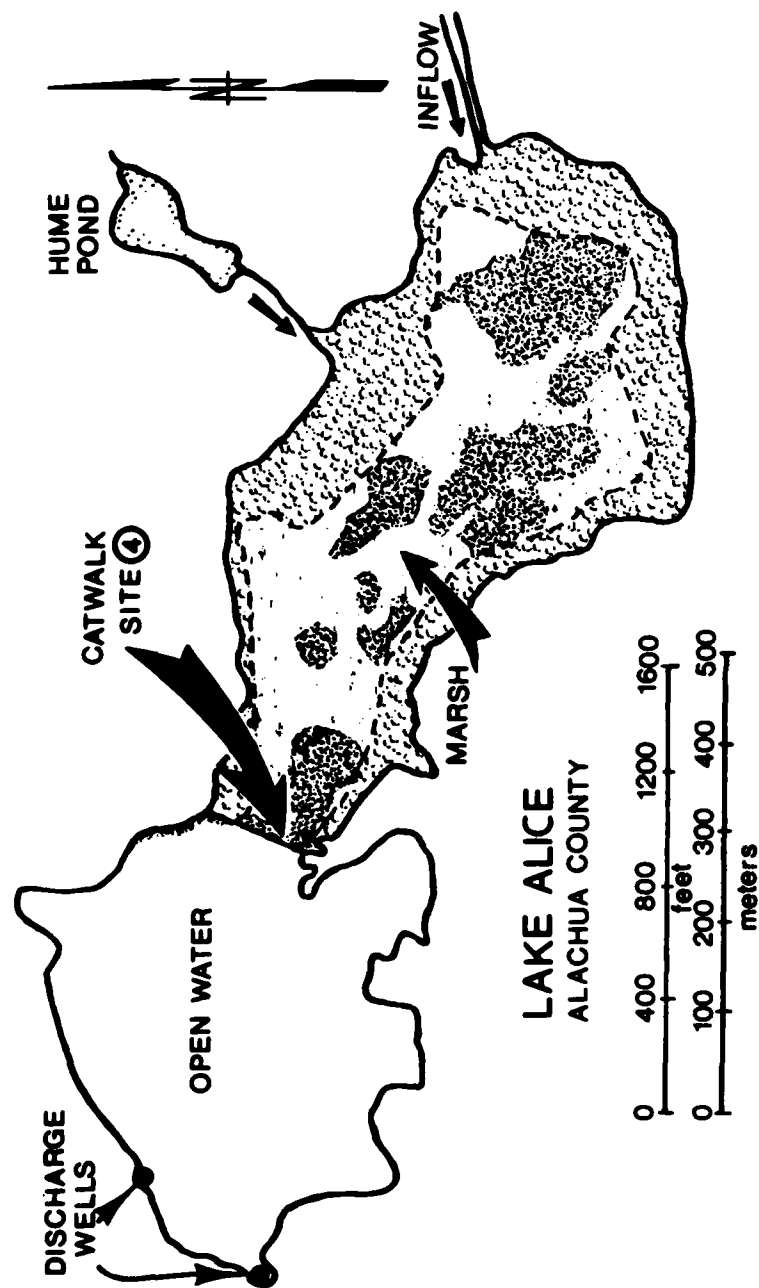 DISCHARGE
WELLS
OPEN WATER
CATWALK
SITE 4
HUME
POND
INFLOW
MARSH
LAKE ALICE
ALACHUA COUNTY
0 400 800 1200 1600
feet
0 100 200 300 400 500
meters